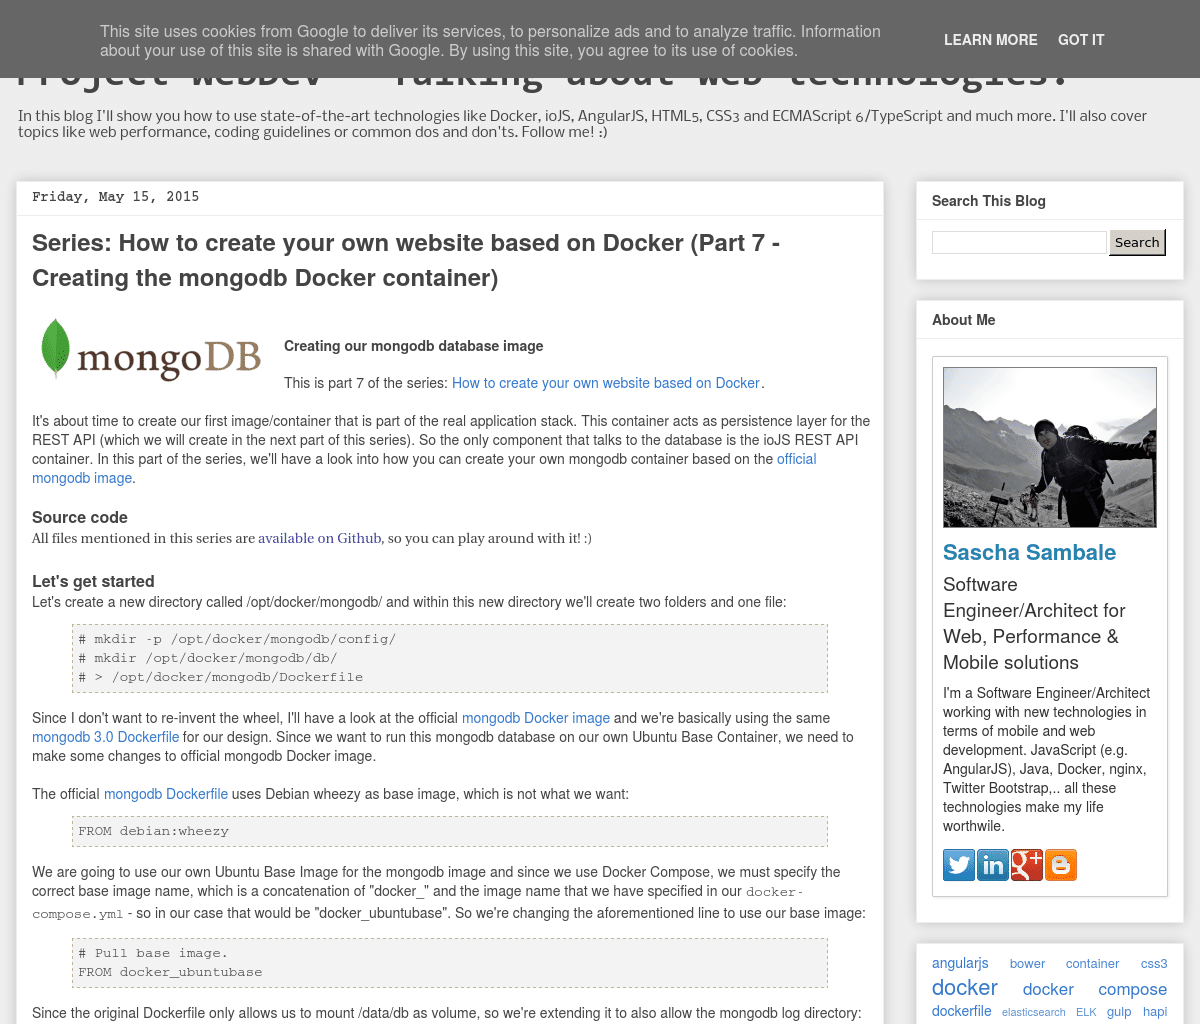 This site uses cookies from Google to deliver its services, to personalize ads and to analyze traffic. Information
about your use of this site is shared with Google. By using this site, you agree to its use of cookies.
LEARN MORE GOT IT
Project WebDev - Talking about web technologies!
In this blog I'll show you how to use state-of-the-art technologies like Docker, ioJS, AngularJS, HTML5, CSS3 and ECMAScript 6/TypeScript and much more. I'll also cover
topics like web performance, coding guidelines or common dos and don'ts. Follow me! :)
Friday, May 15, 2015
Series: How to create your own website based on Docker (Part 7 -
Creating the mongodb Docker container)
mongoDB
Creating our mongodb database image
This is part 7 of the series: How to create your own website based on Docker.
It's about time to create our first image/container that is part of the real application stack. This container acts as persistence layer for the
REST API (which we will create in the next part of this series). So the only component that talks to the database is the ioJS REST API
container. In this part of the series, we'll have a look into how you can create your own mongodb container based on the official
mongodb image.
Source code
All files mentioned in this series are available on Github, so you can play around with it! :)
Let's get started
Let's create a new directory called /opt/docker/mongodb/ and within this new directory we'll create two folders and one file:
# mkdir -p /opt/docker/mongodb/config/
# mkdir /opt/docker/mongodb/db/
# > /opt/docker/mongodb/Dockerfile
Since I don't want to re-invent the wheel, I'll have a look at the official mongodb Docker image and we're basically using the same
mongodb 3.0 Dockerfile for our design. Since we want to run this mongodb database on our own Ubuntu Base Container, we need to
make some changes to official mongodb Docker image.
The official mongodb Dockerfile uses Debian wheezy as base image, which is not what we want:
FROM debian:wheezy
We are going to use our own Ubuntu Base Image for the mongodb image and since we use Docker Compose, we must specify the
correct base image name, which is a concatenation of "docker_" and the image name that we have specified in our docker-
compose.yml - so in our case that would be "docker_ubuntubase". So we're changing the aforementioned line to use our base image:
# Pull base image.
FROM docker_ubuntubase
Since the original Dockerfile only allows us to mount /data/db as volume, so we're extending it to also allow the mongodb log directory:
Search This Blog
Search
About Me
Sascha Sambale
Software
Engineer/Architect for
Web, Performance &
Mobile solutions
I'm a Software Engineer/Architect
working with new technologies in
terms of mobile and web
development. JavaScript (e.g.
AngularJS), Java, Docker, nginx,
Twitter Bootstrap,.. all these
technologies make my life
worthwile.
angularjs bower container css3
docker docker compose
dockerfile elasticsearch ELK gulp hapi